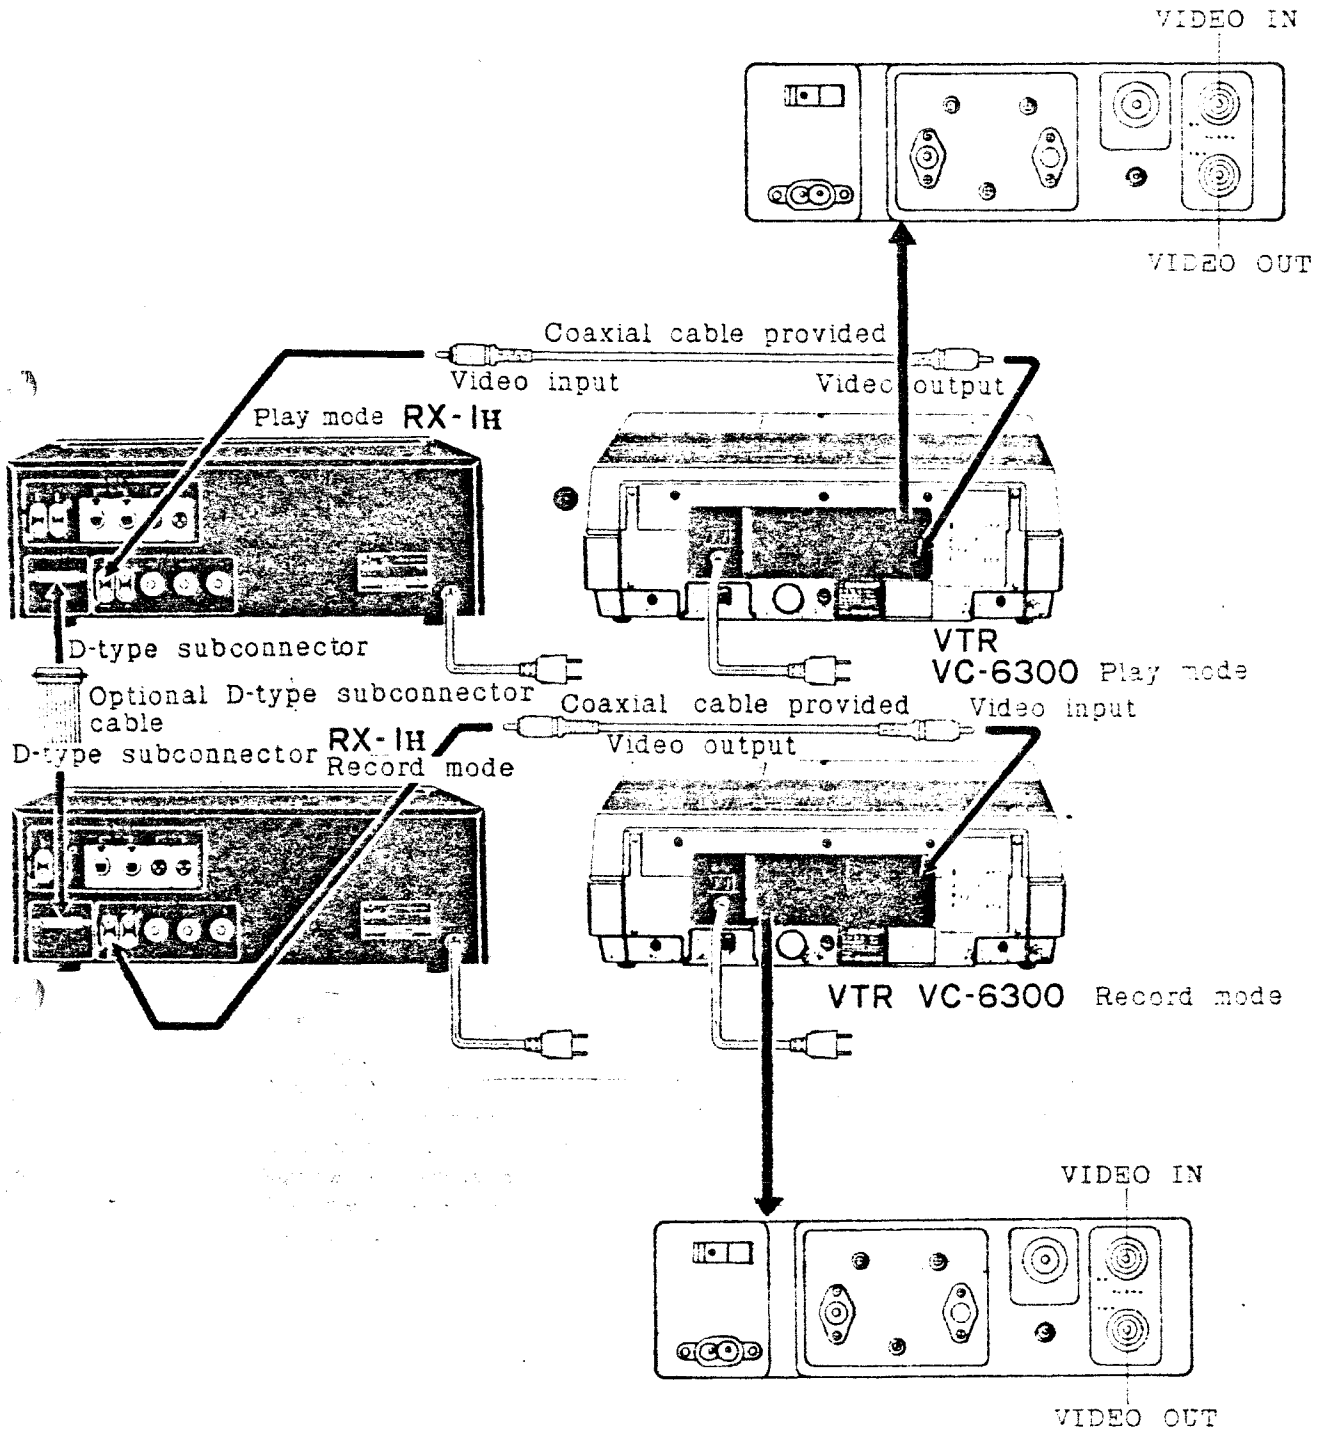 VIDEO IN
VIDEO OUT
Coaxial cable provided
Video input
Video output
Play mode RX-1H
D-type subconnector
VTR
VC-6300 Play mode
Optional D-type subconnector
cable
Coaxial cable provided
Video input
D-type subconnector
RX-1H
Record mode
Video output
VTR VC-6300 Record mode
VIDEO IN
VIDEO OUT